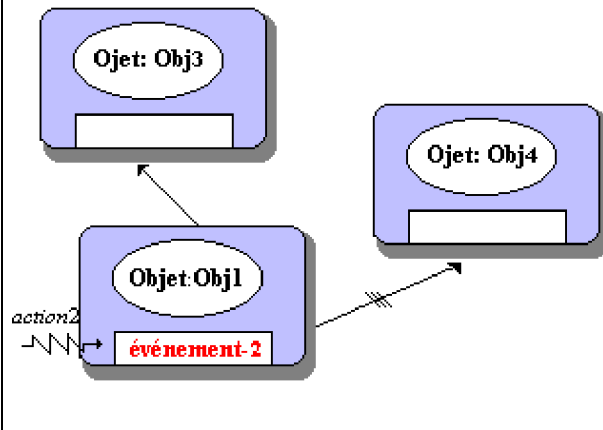 Ojet: Obj3
Ojet: Obj4
Objet:Obj1
action2
événement-2